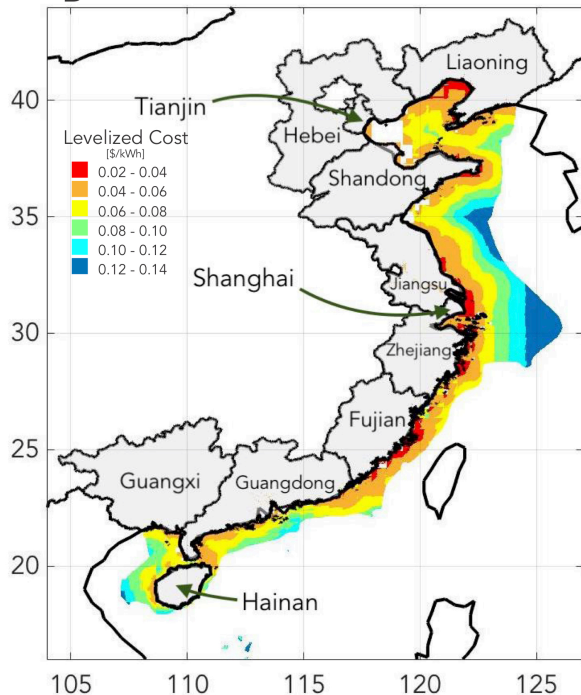 Liaoning
40
Tianjin
Hebei
Levelized Cost
[$/kWh]
0.02 - 0.04
0.04 - 0.06
0.06 - 0.08
0.08 - 0.10
0.10 - 0.12
0.12 - 0.14
Shandong
35
Shanghai
Jiangsu
30
Zhejiang
Fujian
25
Guangxi
Guangdong
20
Hainan
105 110 115 120 125